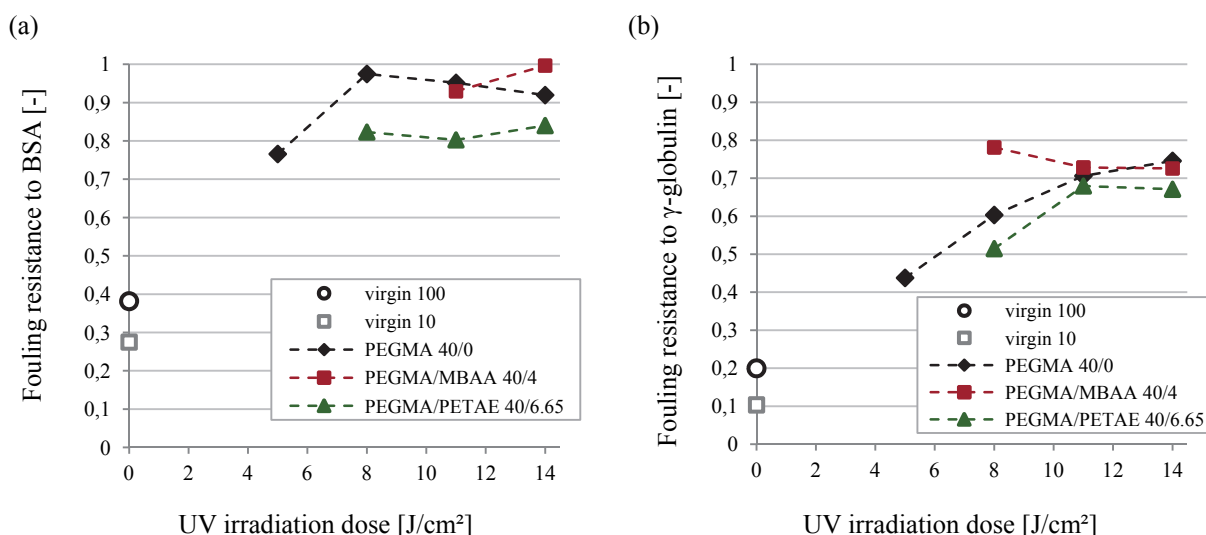 (a)
Fouling resistance to BSA [-]
1
0,9
0,8
0,7
0,6
0,5
0,4
0,3
0,2
0,1
0
0 2 4 6 8 10 12 14
UV irradiation dose [J/cm²]
virgin 100
virgin 10
PEGMA 40/0
PEGMA/MBAA 40/4
PEGMA/PETAE 40/6.65
(b)
Fouling resistance to γ-globulin [-]
1
0,9
0,8
0,7
0,6
0,5
0,4
0,3
0,2
0,1
0
0 2 4 6 8 10 12 14
UV irradiation dose [J/cm²]
virgin 100
virgin 10
PEGMA 40/0
PEGMA/MBAA 40/4
PEGMA/PETAE 40/6.65